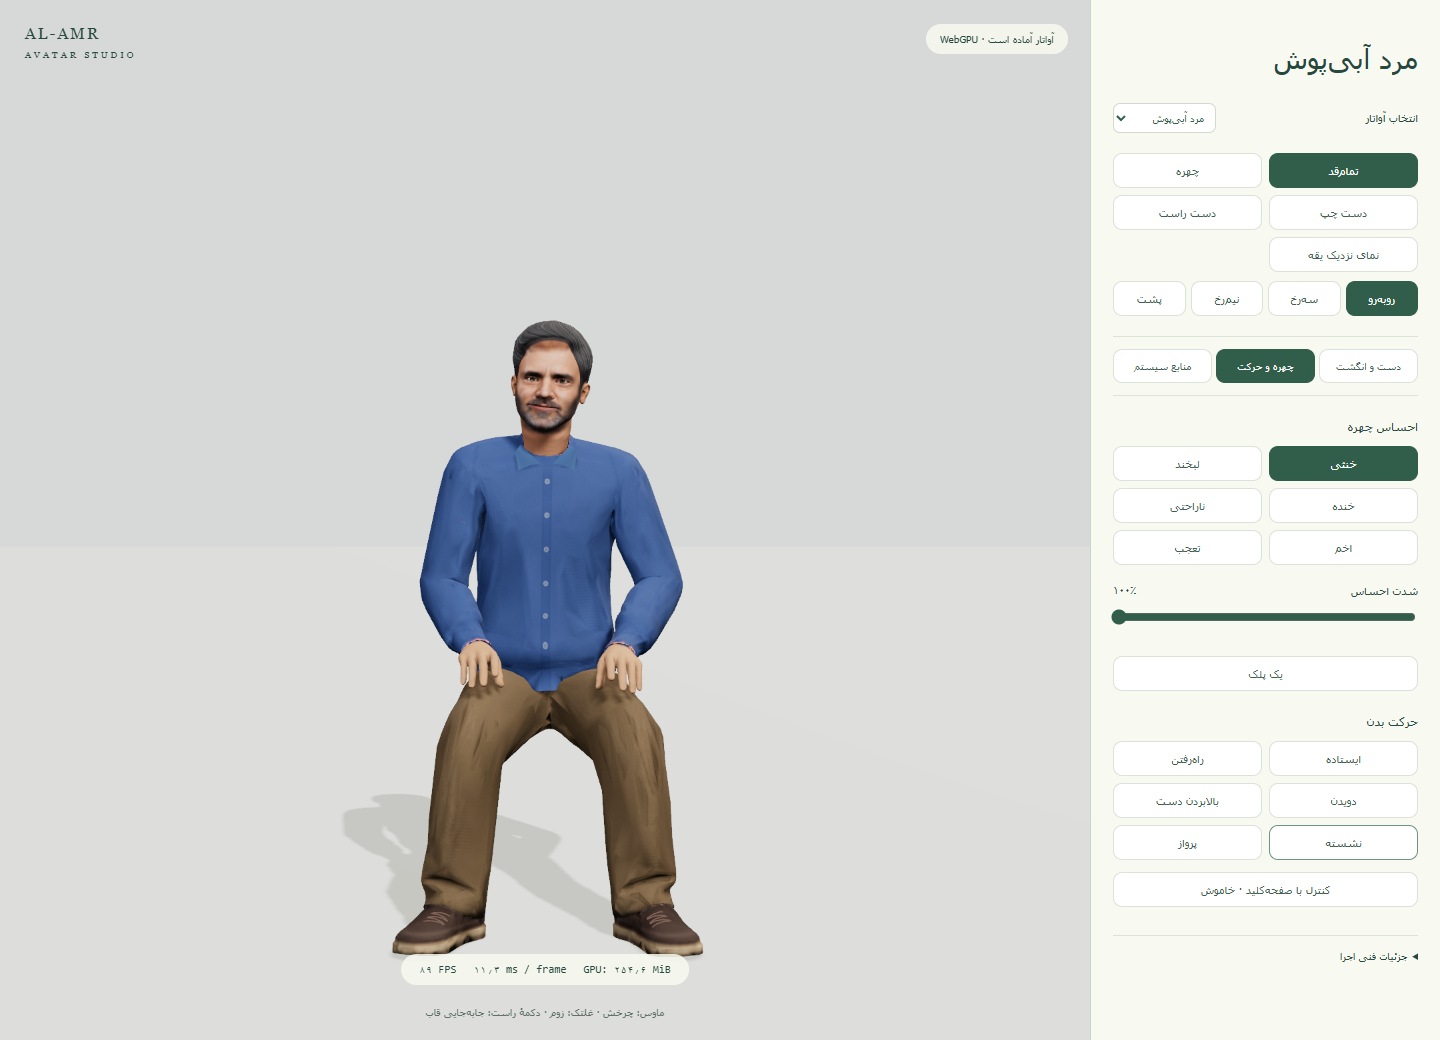 AL-AMR
AVATAR STUDIO
آواتار آماده است · WebGPU
مرد آبی‌پوش
انتخاب آواتار
مرد آبی‌پوش
تمام‌قد
چهره
دست چپ
دست راست
نمای نزدیک یقه
روبه‌رو
سه‌رخ
نیم‌رخ
پشت
دست و انگشت
چهره و حرکت
منابع سیستم
احساس چهره
خنثی
لبخند
خنده
ناراحتی
اخم
تعجب
شدت احساس
۱۰۰٪
یک پلک
حرکت بدن
ایستاده
راه‌رفتن
دویدن
بالابردن دست
نشسته
پرواز
کنترل با صفحه‌کلید · خاموش
جزئیات فنی اجرا
۸۹ FPS ۱۱٫۳ ms / frame GPU: ۲۵۴٫۶ MiB
ماوس: چرخش · غلتک: زوم · دکمهٔ راست: جابه‌جایی قاب